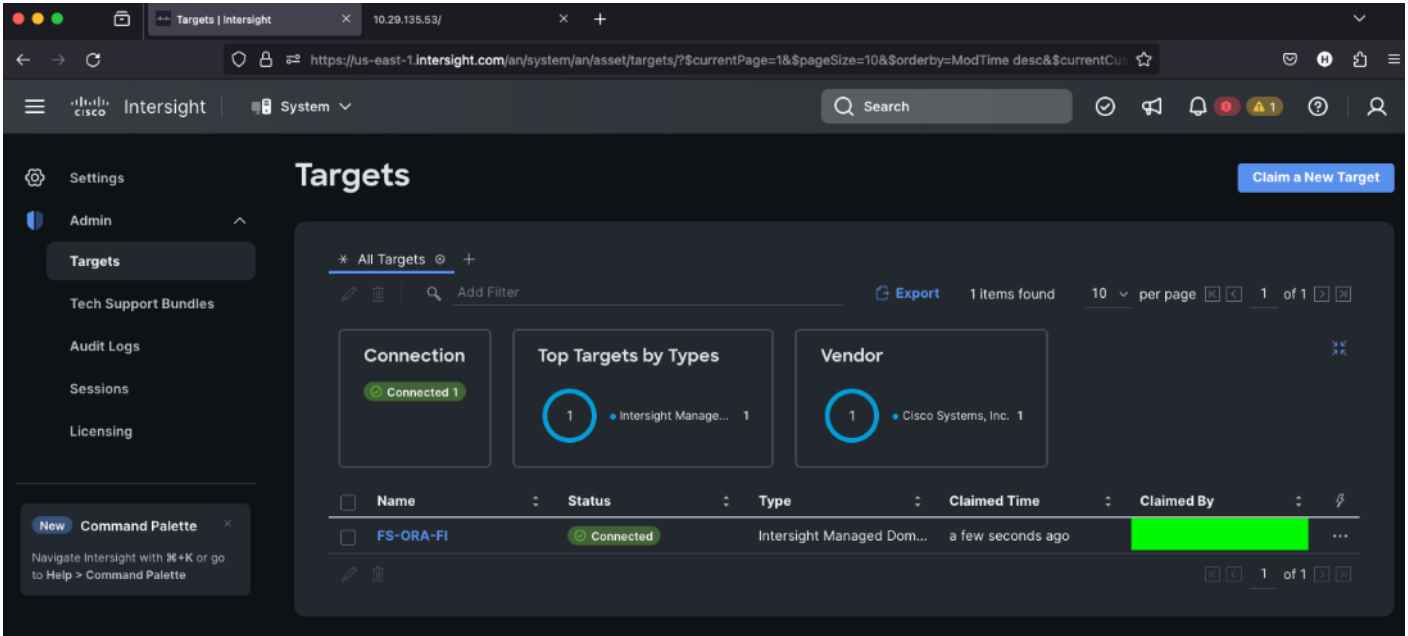 Targets | Intersight
10.29.135.53/
https://us-east-1.intersight.com/an/system/an/asset/targets/?$currentPage=1&$pageSize=10&$orderby=ModTime desc&$currentCu
H
cisco Intersight System Search 1
Settings
Admin
Targets
Tech Support Bundles
Audit Logs
Sessions
Licensing
New Command Palette
Navigate Intersight with ⌘+K or go
to Help > Command Palette
Targets
Claim a New Target
All Targets
Add Filter Export 1 items found 10 per page 1 of 1
Connection
Connected 1
Top Targets by Types
1 Intersight Manage... 1
Vendor
1 Cisco Systems, Inc. 1
Name Status Type Claimed Time Claimed By
FS-ORA-FI Connected Intersight Managed Dom... a few seconds ago ...
1 of 1